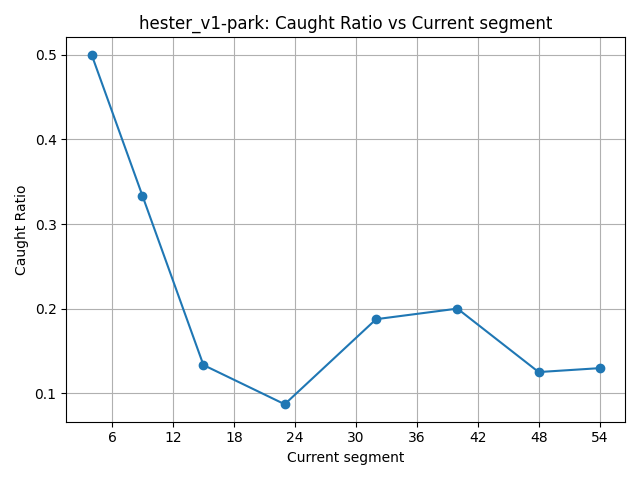 hester_v1-park: Caught Ratio vs Current segment
0.5
0.4
0.3
0.2
0.1
Caught Ratio
6 12 18 24 30 36 42 48 54
Current segment